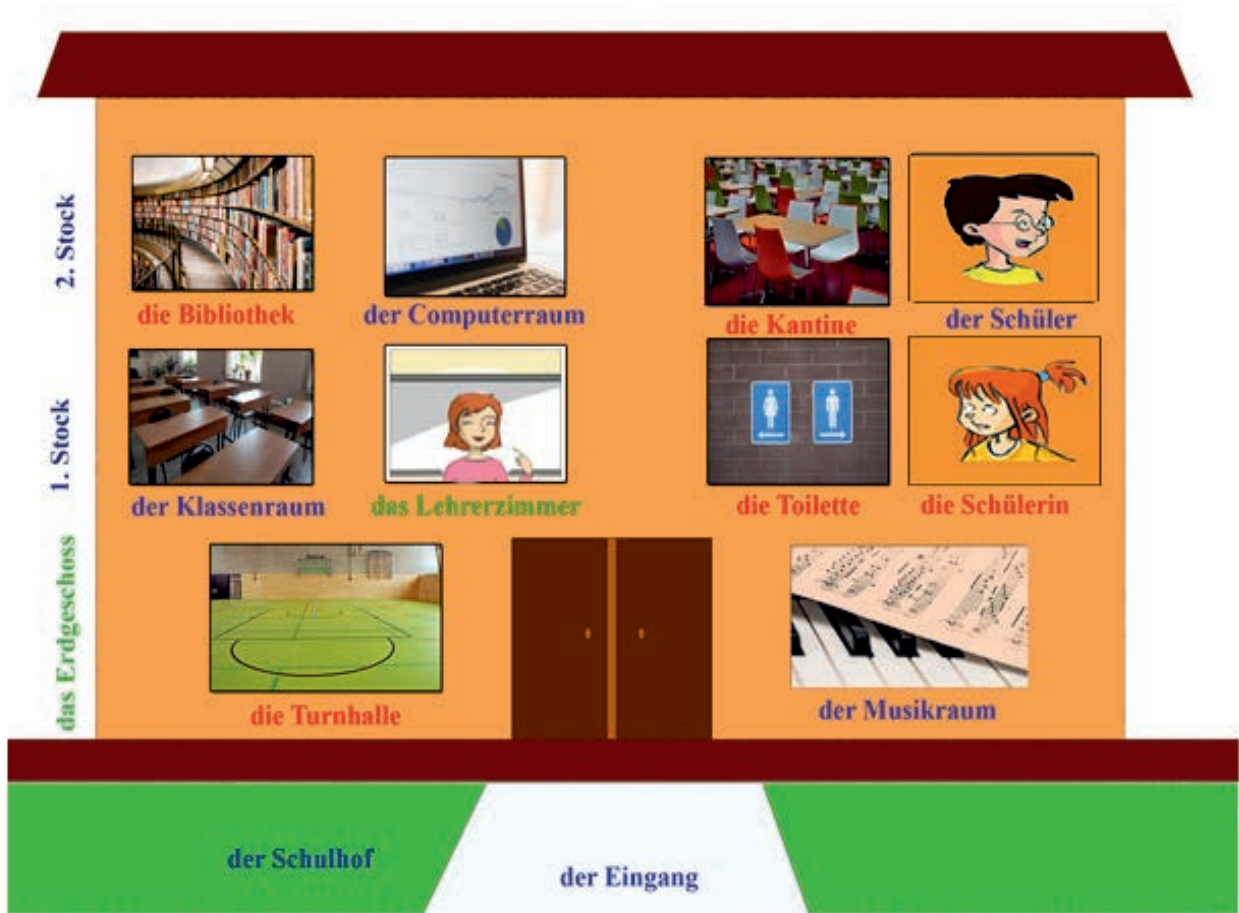 2. Stock
die Bibliothek
der Computerraum
die Kantine
der Schüler
1. Stock
der Klassenraum
das Lehrerzimmer
die Toilette
die Schülerin
das Erdgeschoss
die Turnhalle
der Musikraum
der Schulhof
der Eingang